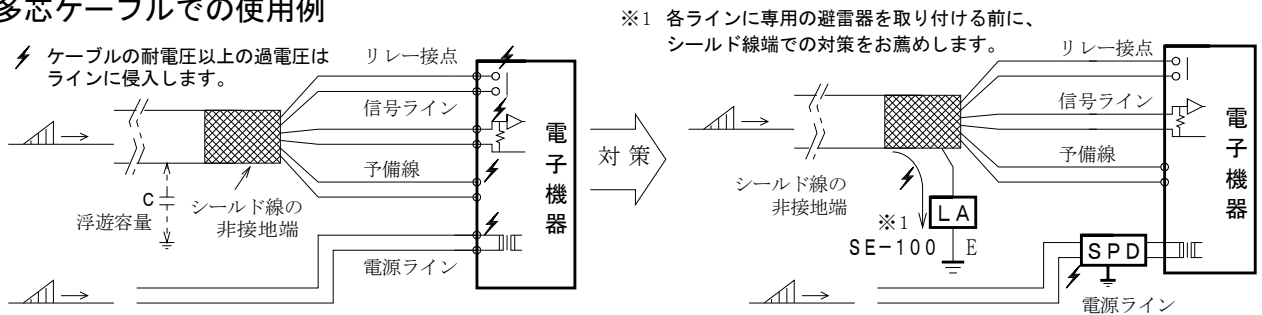 多芯ケーブルでの使用例
ケーブルの耐電圧以上の過電圧は
ラインに侵入します。
リレー接点
信号ライン
予備線
電子機器
C
浮遊容量
シールド線の
非接地端
電源ライン
対策
※1 各ラインに専用の避雷器を取り付ける前に、
シールド線端での対策をお薦めします。
リレー接点
信号ライン
予備線
電子機器
シールド線の
非接地端
※1
LA
SE-100
E
SPD
電源ライン